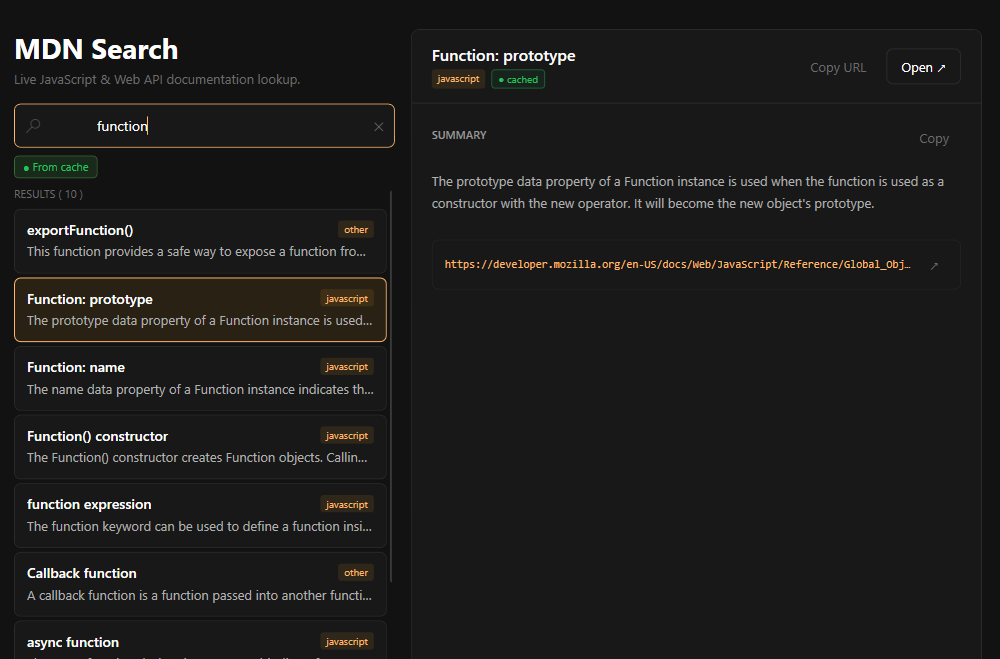 MDN Search
Live JavaScript & Web API documentation lookup.
function
From cache
RESULTS ( 10 )
exportFunction() other
This function provides a safe way to expose a function fro...
Function: prototype javascript
The prototype data property of a Function instance is used...
Function: name javascript
The name data property of a Function instance indicates th...
Function() constructor javascript
The Function() constructor creates Function objects. Callin...
function expression javascript
The function keyword can be used to define a function insi...
Callback function other
A callback function is a function passed into another functi...
async function javascript
Function: prototype
javascript cached
Copy URL
Open ↗
SUMMARY
Copy
The prototype data property of a Function instance is used when the function is used as a
constructor with the new operator. It will become the new object's prototype.
https://developer.mozilla.org/en-US/docs/Web/JavaScript/Reference/Global_Obj… ↗